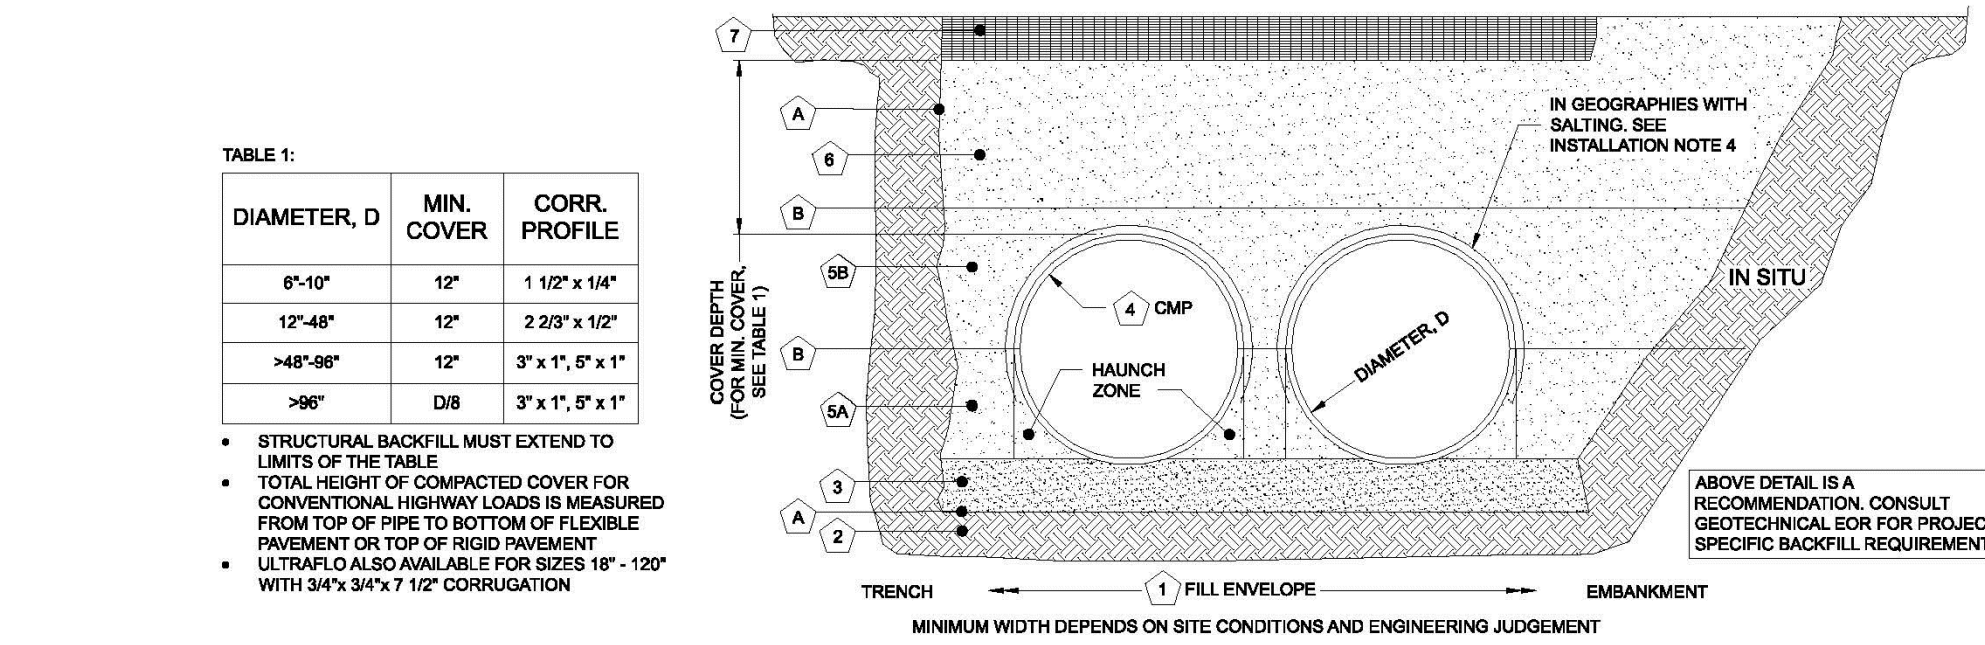 TABLE 1:
DIAMETER, D
MIN.
COVER
CORR.
PROFILE
6"-10"
12"
1 1/2" x 1/4"
12"-48"
12"
2 2/3" x 1/2"
>48"-96"
12"
3" x 1", 5" x 1"
>96"
D/8
3" x 1", 5" x 1"
• STRUCTURAL BACKFILL MUST EXTEND TO
LIMITS OF THE TABLE
• TOTAL HEIGHT OF COMPACTED COVER FOR
CONVENTIONAL HIGHWAY LOADS IS MEASURED
FROM TOP OF PIPE TO BOTTOM OF FLEXIBLE
PAVEMENT OR TOP OF RIGID PAVEMENT
• ULTRAFLO ALSO AVAILABLE FOR SIZES 18" - 120"
WITH 3/4"x 3/4"x 7 1/2" CORRUGATION
7
A
6
B
5B
B
5A
3
A
2
COVER DEPTH
(FOR MIN. COVER,
SEE TABLE 1)
IN GEOGRAPHIES WITH
SALTING. SEE
INSTALLATION NOTE 4
4 CMP
HAUNCH
ZONE
DIAMETER, D
IN SITU
ABOVE DETAIL IS A
RECOMMENDATION. CONSULT
GEOTECHNICAL EOR FOR PROJEC
SPECIFIC BACKFILL REQUIREMENT
TRENCH
1 FILL ENVELOPE
EMBANKMENT
MINIMUM WIDTH DEPENDS ON SITE CONDITIONS AND ENGINEERING JUDGEMENT